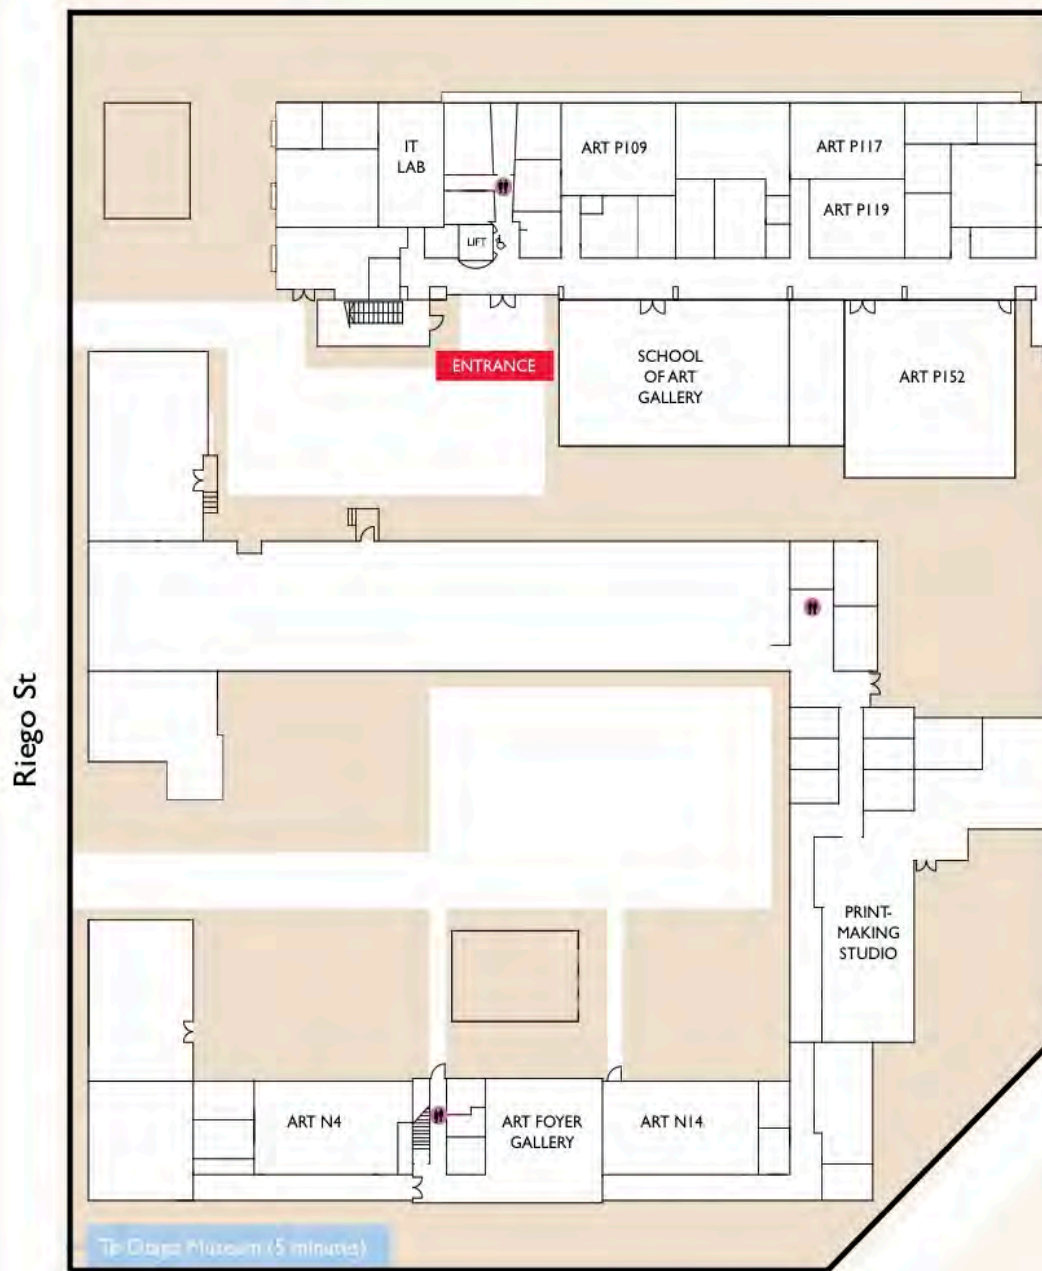 IT
LAB
ART P109
ART P117
ART P119
LIFT
ENTRANCE
SCHOOL
OF ART
GALLERY
ART P152
Riego St
PRINT-
MAKING
STUDIO
ART N4
ART FOYER
GALLERY
ART N14
Museum (5 minutes)